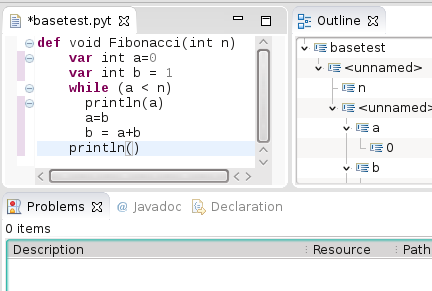 *basetest.pyt
Outline
def void Fibonacci(int n)
var int a=0
var int b = 1
while (a < n)
println(a)
a=b
b = a+b
println()
basetest
<unnamed>
n
<unnamed>
a
0
b
Problems
@ Javadoc
Declaration
0 items
Description Resource Path